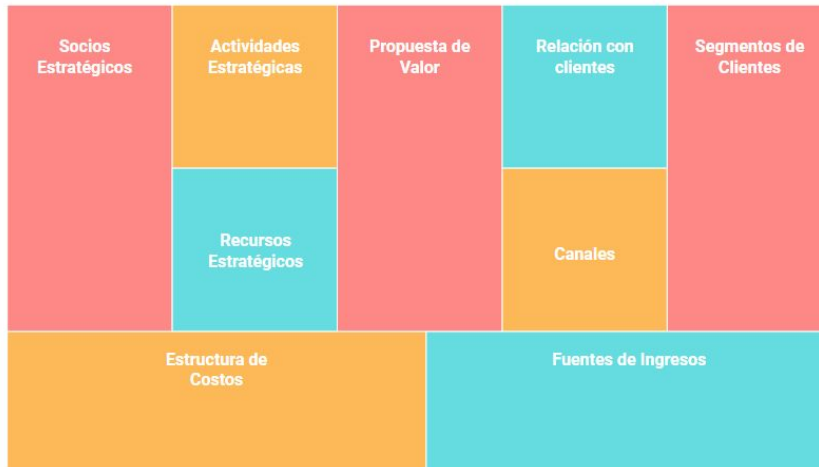 Socios
Estratégicos
Actividades
Estratégicas
Propuesta de
Valor
Relación con
clientes
Segmentos de
Clientes
Recursos
Estratégicos
Canales
Estructura de
Costos
Fuentes de Ingresos